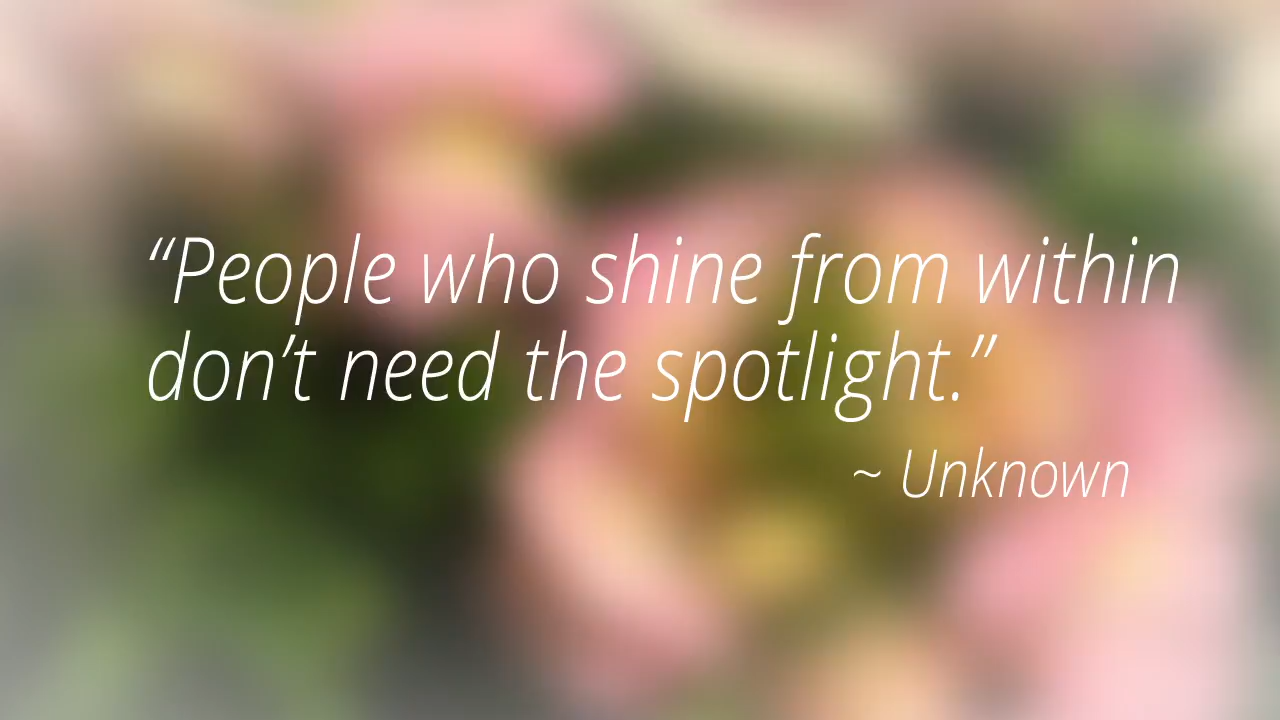 “People who shine from within
don’t need the spotlight.”
~ Unknown